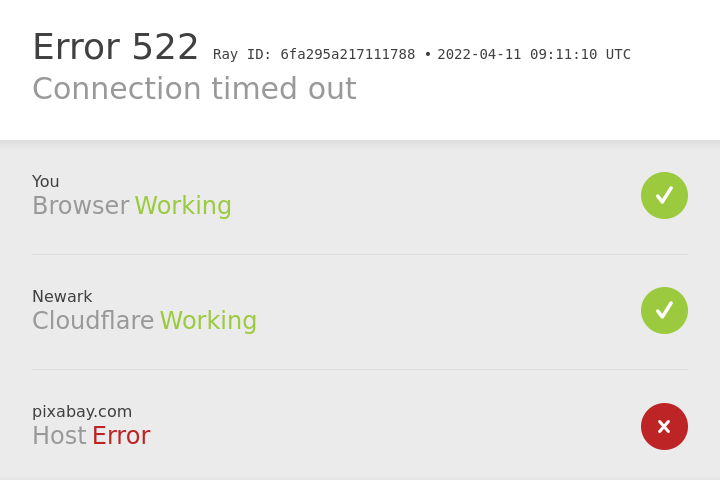 Error 522 Ray ID: 6fa295a217111788 • 2022-04-11 09:11:10 UTC
Connection timed out
You
Browser Working
Newark
Cloudflare Working
pixabay.com
Host Error